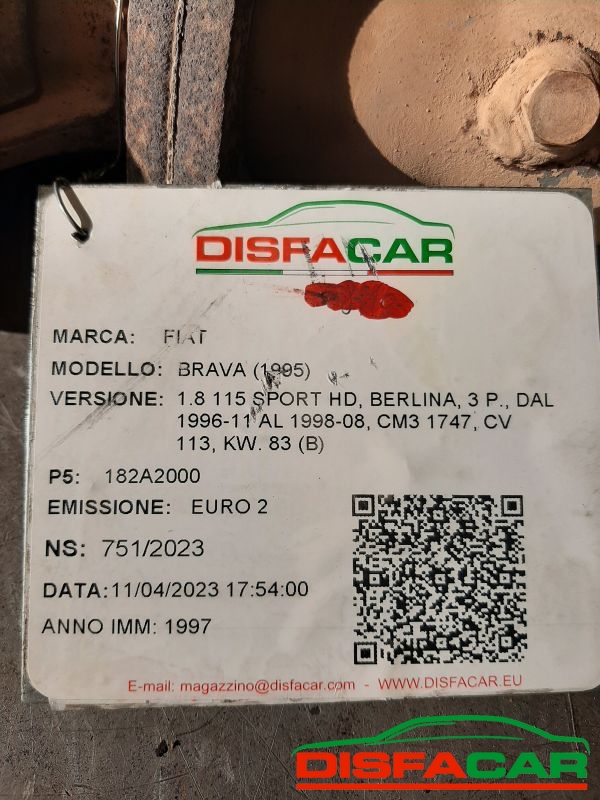 DISFACAR
MARCA: FIAT
MODELLO: BRAVA (1995)
VERSIONE: 1.8 115 SPORT HD, BERLINA, 3 P., DAL
1996-11 AL 1998-08, CM3 1747, CV
113, KW. 83 (B)
P5: 182A2000
EMISSIONE: EURO 2
NS: 751/2023
DATA:11/04/2023 17:54:00
ANNO IMM: 1997
E-mail: magazzino@disfacar.com - WWW.DISFACAR.EU
DISFACAR